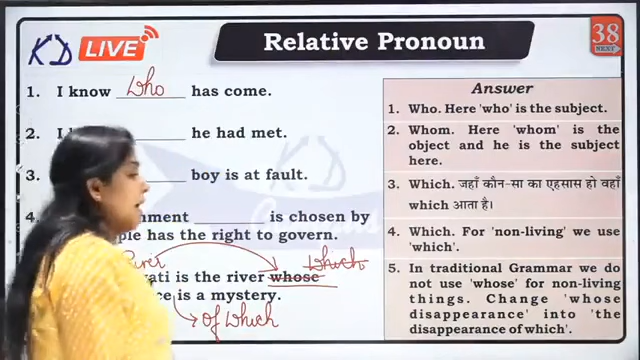 KD LIVE
Relative Pronoun
38
NEXT
1. I know who has come.
2. I he had met.
3. boy is at fault.
4. is chosen by
has the right to govern.
River
is the river whose which
is a mystery.
of which
Answer
1. Who. Here 'who' is the subject.
2. Whom. Here 'whom' is the
object and he is the subject
here.
3. Which. जहाँ कौन-सा का एहसास हो वहाँ
which आता है।
4. Which. For 'non-living' we use
'which'.
5. In traditional Grammar we do
not use 'whose' for non-living
things. Change 'whose
disappearance' into 'the
disappearance of which'.